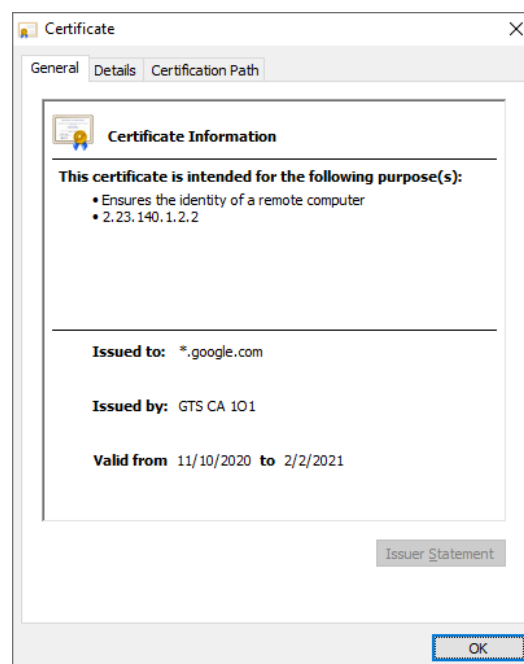 Certificate
General Details Certification Path
Certificate Information
This certificate is intended for the following purpose(s):
• Ensures the identity of a remote computer
• 2.23.140.1.2.2
Issued to: *.google.com
Issued by: GTS CA 1O1
Valid from 11/10/2020 to 2/2/2021
Issuer Statement
OK